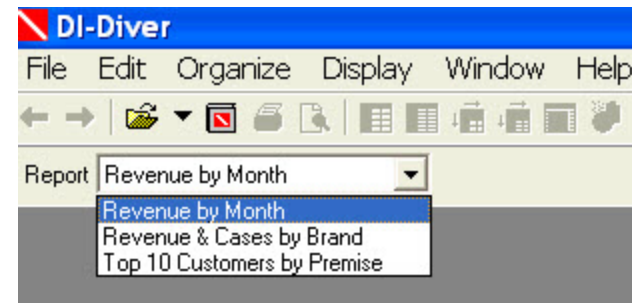 DI-Diver
File Edit Organize Display Window Help
Report Revenue by Month
Revenue by Month
Revenue & Cases by Brand
Top 10 Customers by Premise